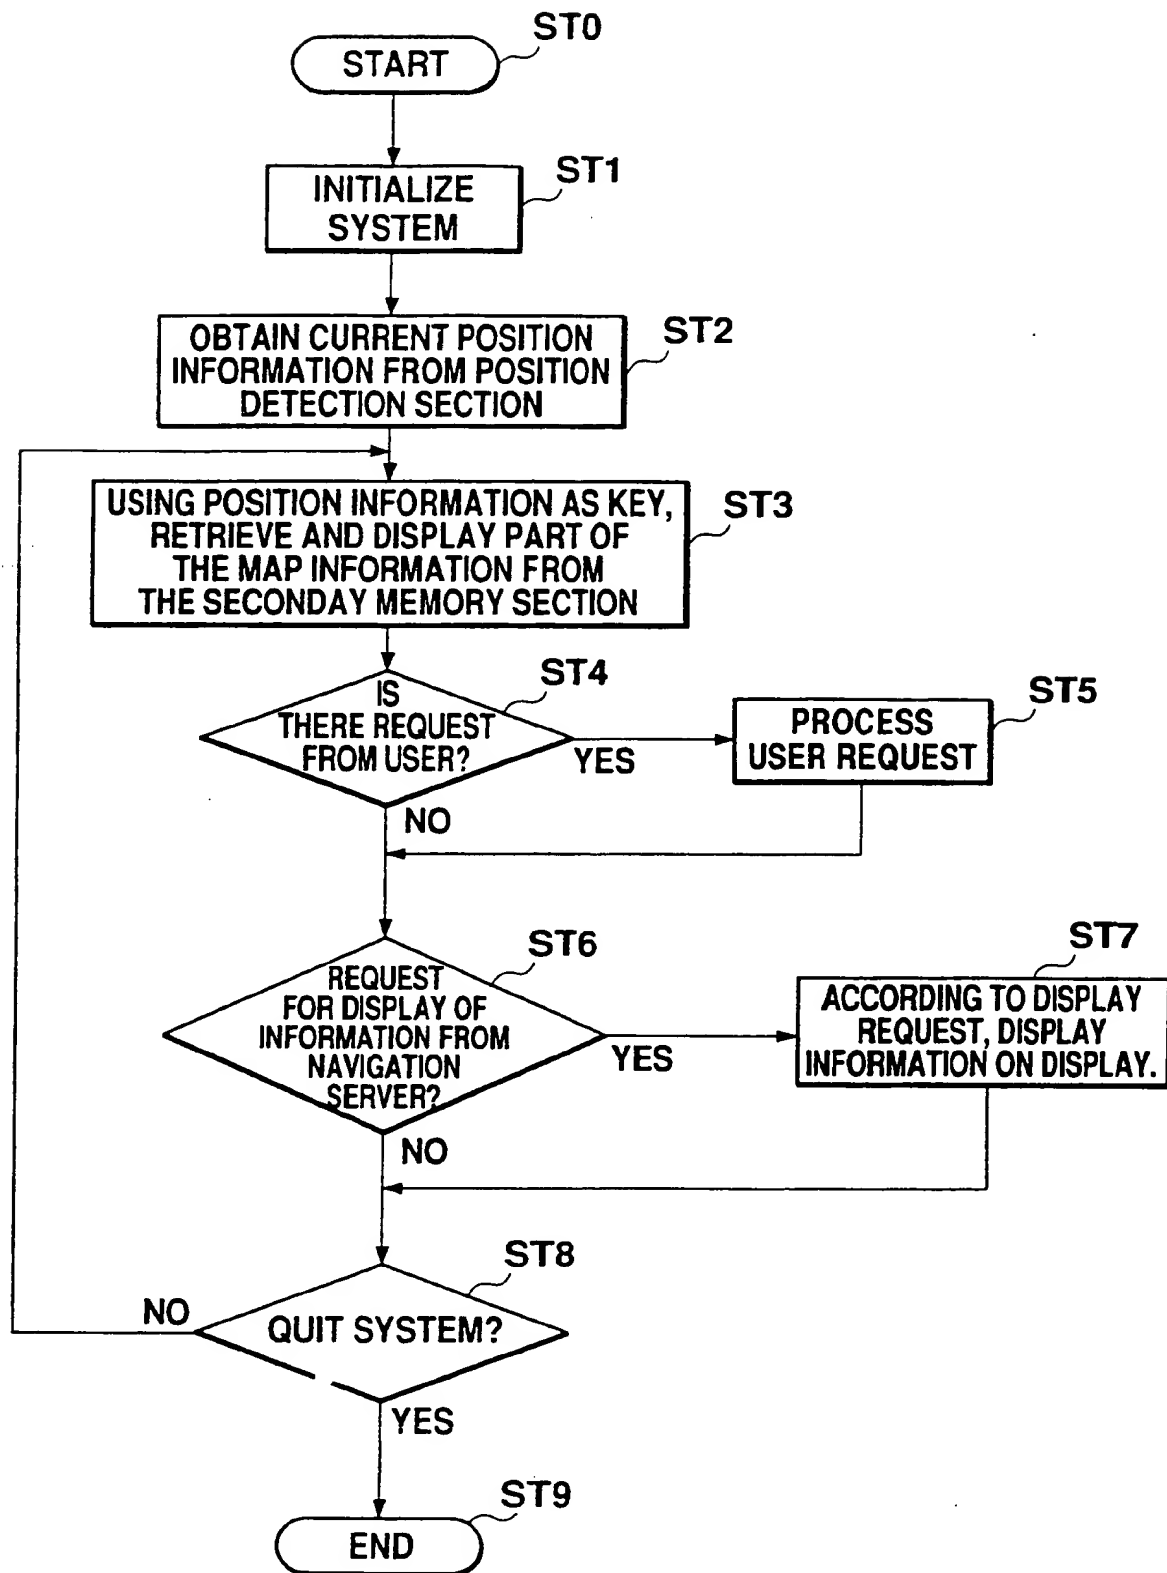 ST0
START
ST1
INITIALIZE
SYSTEM
ST2
OBTAIN CURRENT POSITION
INFORMATION FROM POSITION
DETECTION SECTION
ST3
USING POSITION INFORMATION AS KEY,
RETRIEVE AND DISPLAY PART OF
THE MAP INFORMATION FROM
THE SECONDAY MEMORY SECTION
ST4
IS
THERE REQUEST
FROM USER?
YES
NO
ST5
PROCESS
USER REQUEST
ST6
REQUEST
FOR DISPLAY OF
INFORMATION FROM
NAVIGATION
SERVER?
YES
NO
ST7
ACCORDING TO DISPLAY
REQUEST, DISPLAY
INFORMATION ON DISPLAY.
ST8
QUIT SYSTEM?
NO
YES
ST9
END